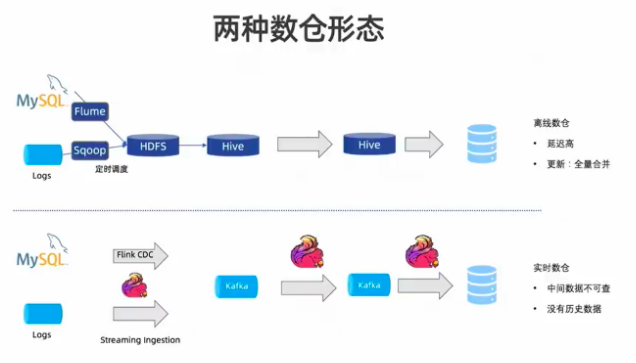 两种数仓形态
MySQL
Flume
Sqoop
Logs
定时调度
HDFS
Hive
Hive
离线数仓
• 延迟高
• 更新：全量合并
MySQL
Flink CDC
Kafka
Kafka
Logs
Streaming Ingestion
实时数仓
• 中间数据不可查
• 没有历史数据